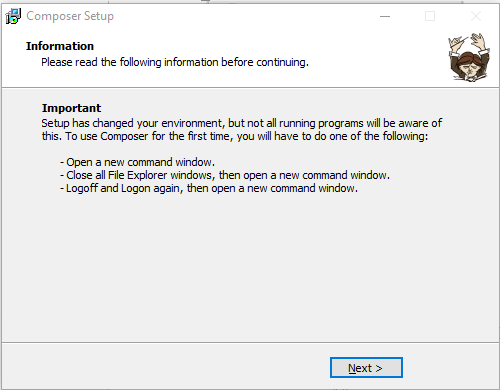 Composer Setup
Information
Please read the following information before continuing.
Important
Setup has changed your environment, but not all running programs will be aware of
this. To use Composer for the first time, you will have to do one of the following:
- Open a new command window.
- Close all File Explorer windows, then open a new command window.
- Logoff and Logon again, then open a new command window.
Next >